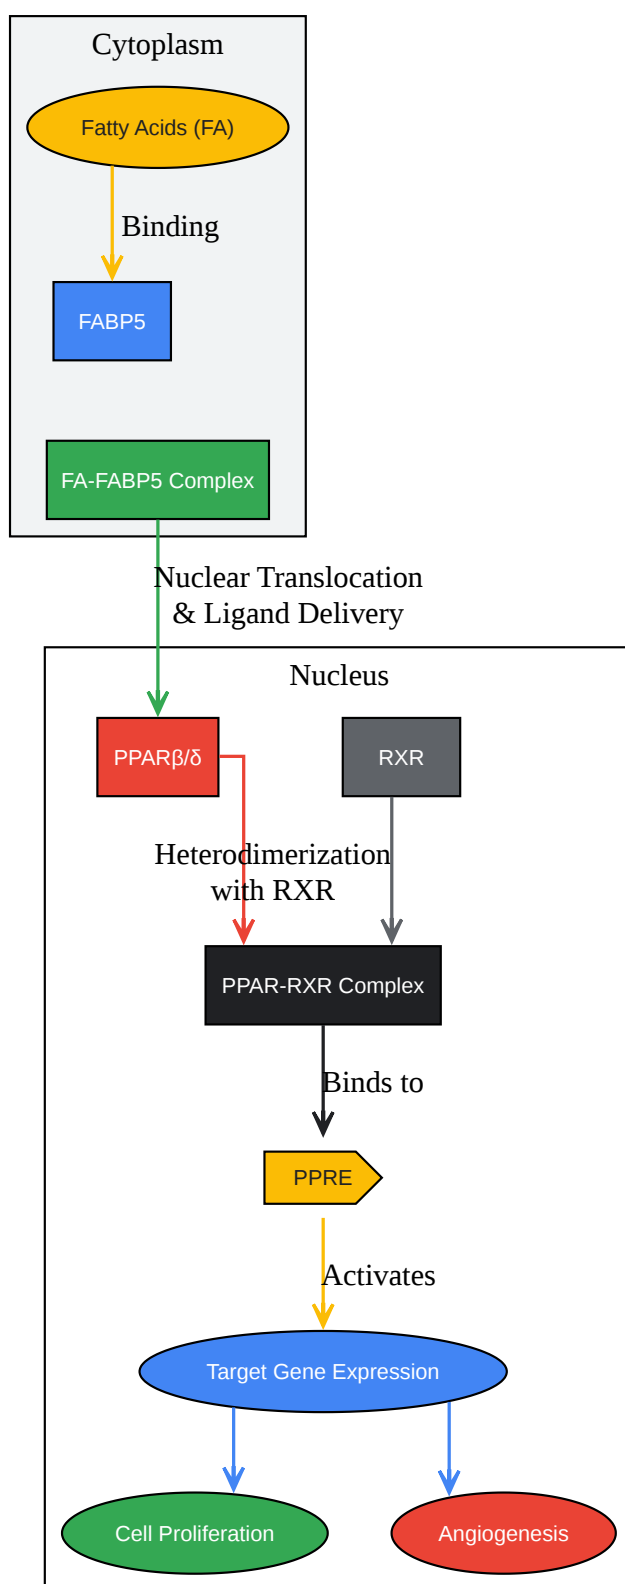 Cytoplasm
Fatty Acids (FA)
Binding
FABP5
FA-FABP5 Complex
Nuclear Translocation
& Ligand Delivery
Nucleus
PPARβ/δ
RXR
Heterodimerization
with RXR
PPAR-RXR Complex
Binds to
PPRE
Activates
Target Gene Expression
Cell Proliferation
Angiogenesis